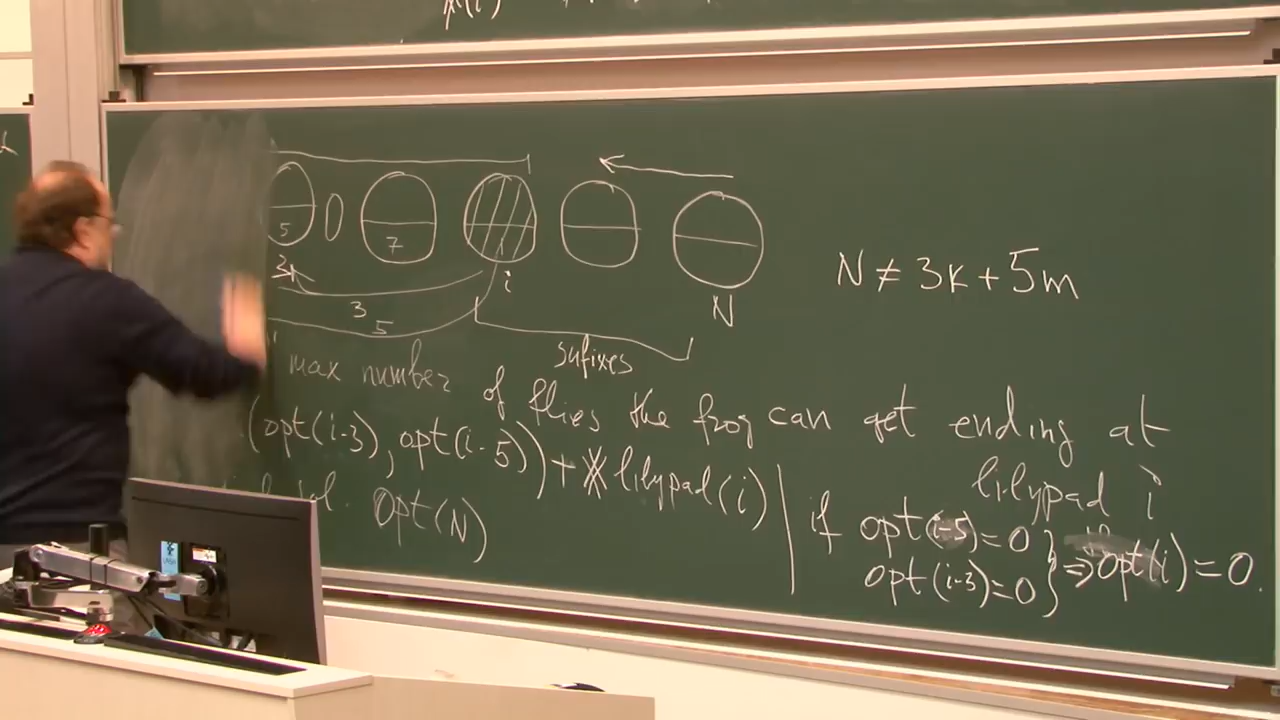 5 7
i
N
3
5
N ≠ 3k + 5m
sufixes
max number of flies the frog can get ending at
lilypad i
(opt(i-3), opt(i-5)) + lilypad(i)
opt(N)
if opt(i-5)=0
opt(i-3)=0 } ⇒ opt(i)=0.